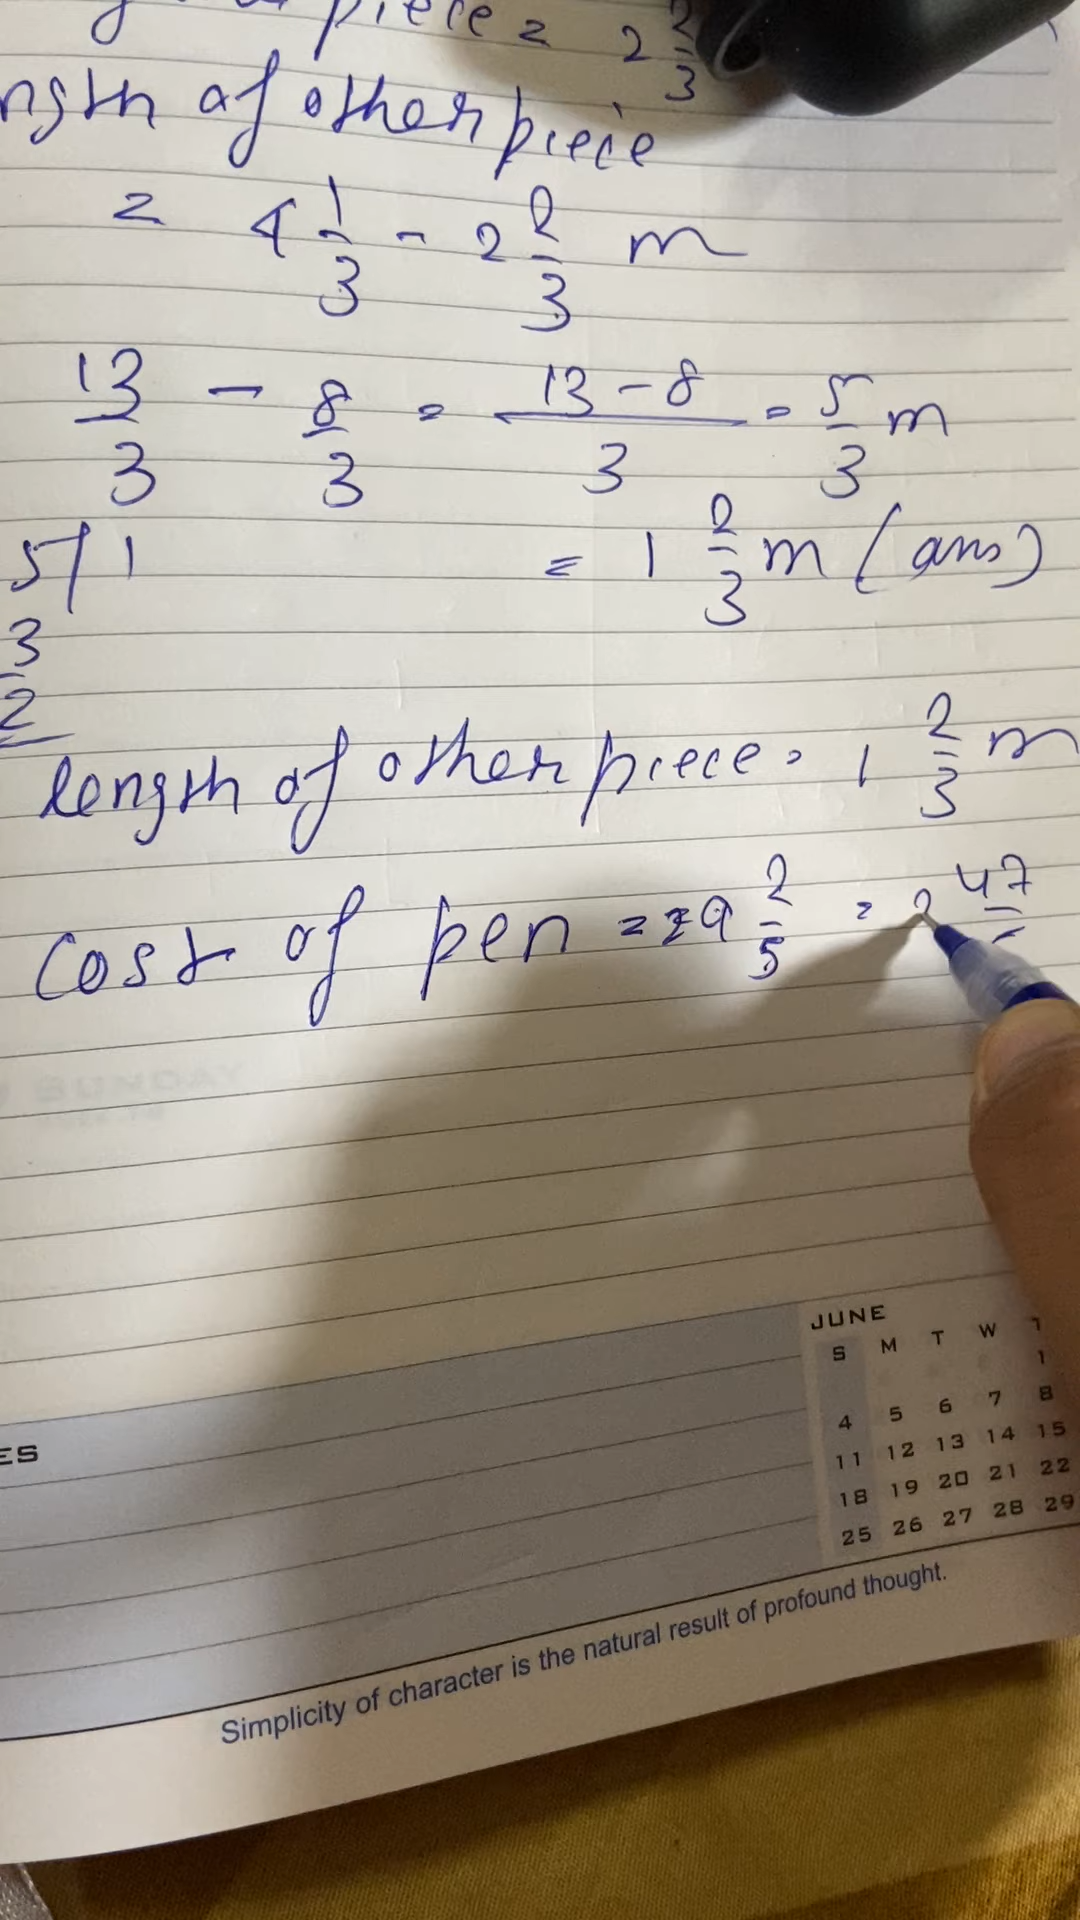 piece = 2 2/3
ngth of other piece
= 4 1/3 - 2 2/3 m
13/3 - 8/3 = 13-8/3 = 5/3 m
5/1 = 1 2/3 m (ans)
3
2
length of other piece = 1 2/3 m
Cost of pen = ₹9 2/5 = ₹ 47
SUNDAY
JUNE
S M T W T
1
4 5 6 7 8
11 12 13 14 15
18 19 20 21 22
25 26 27 28 29
ES
Simplicity of character is the natural result of profound thought.